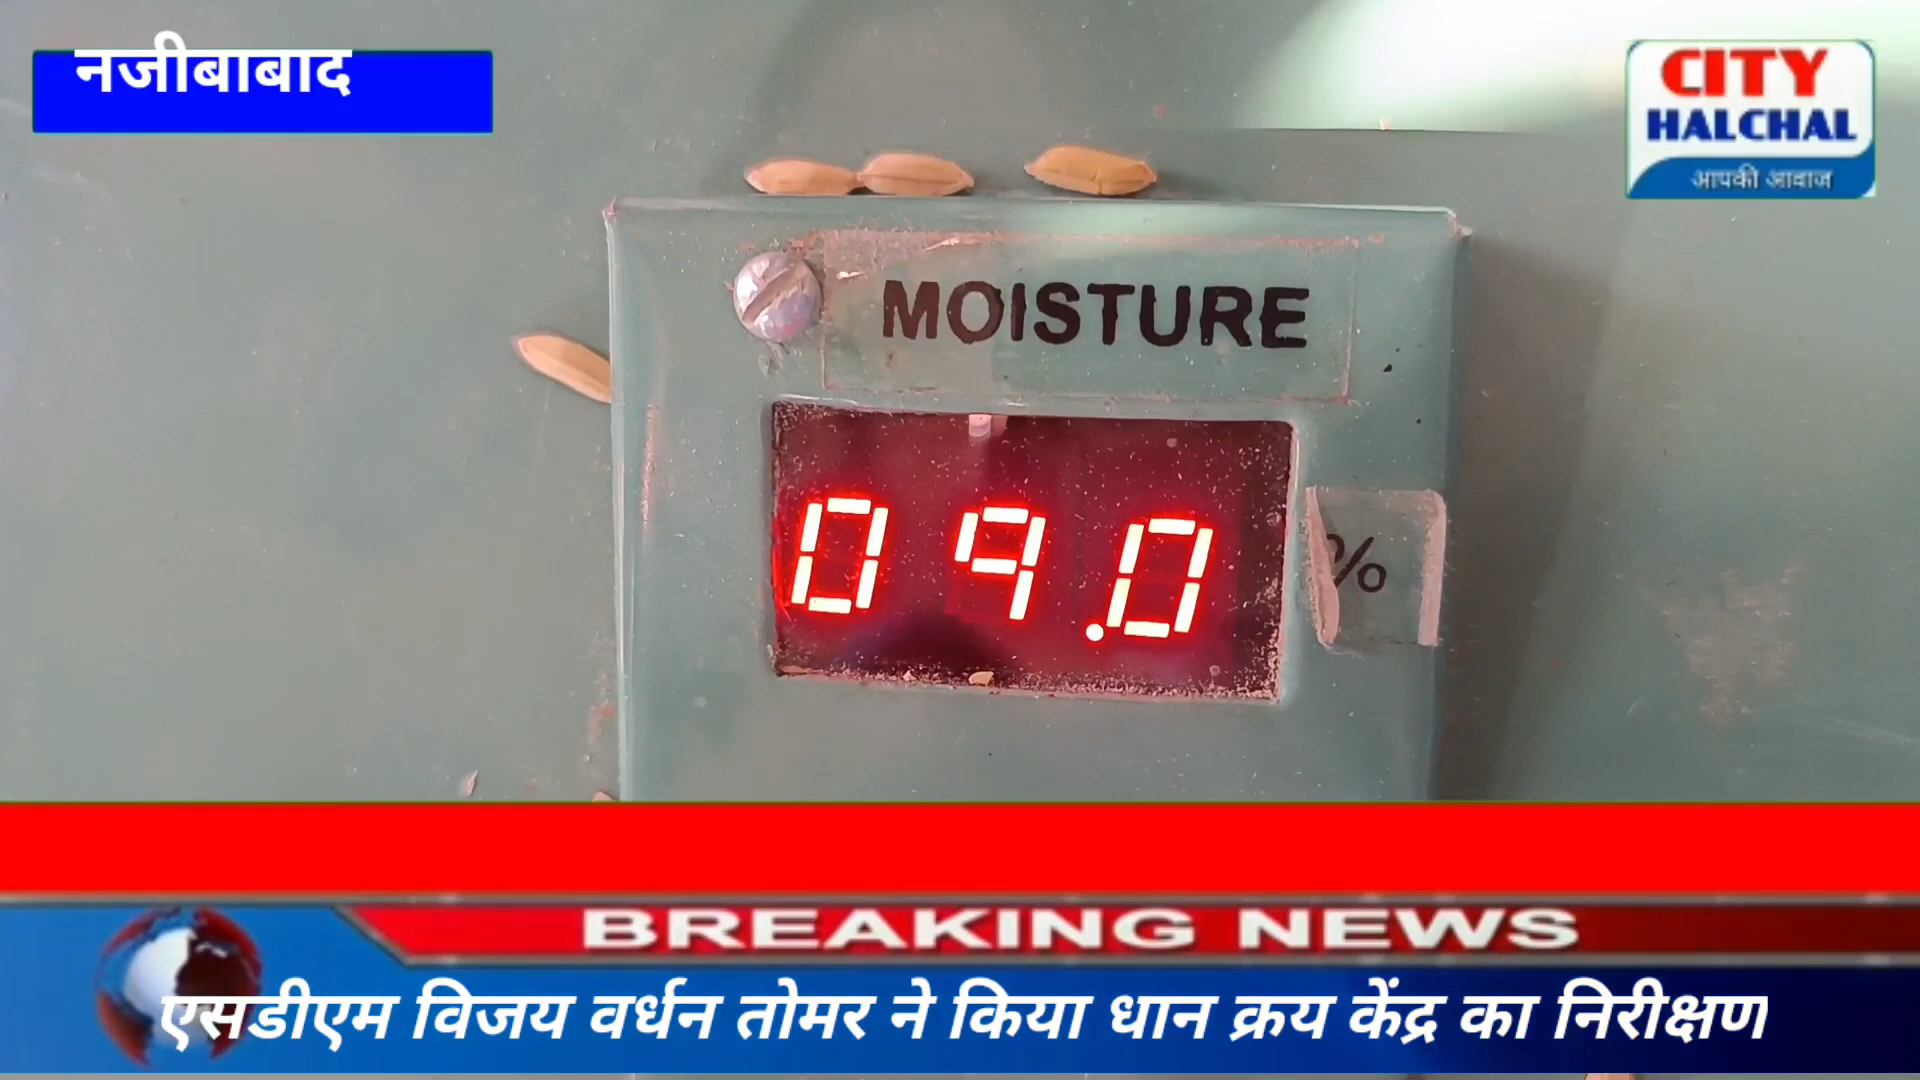 नजीबाबाद
CITY
HALCHAL
आपकी आवाज
MOISTURE
09.0
%
BREAKING NEWS
एसडीएम विजय वर्धन तोमर ने किया धान क्रय केंद्र का निरीक्षण